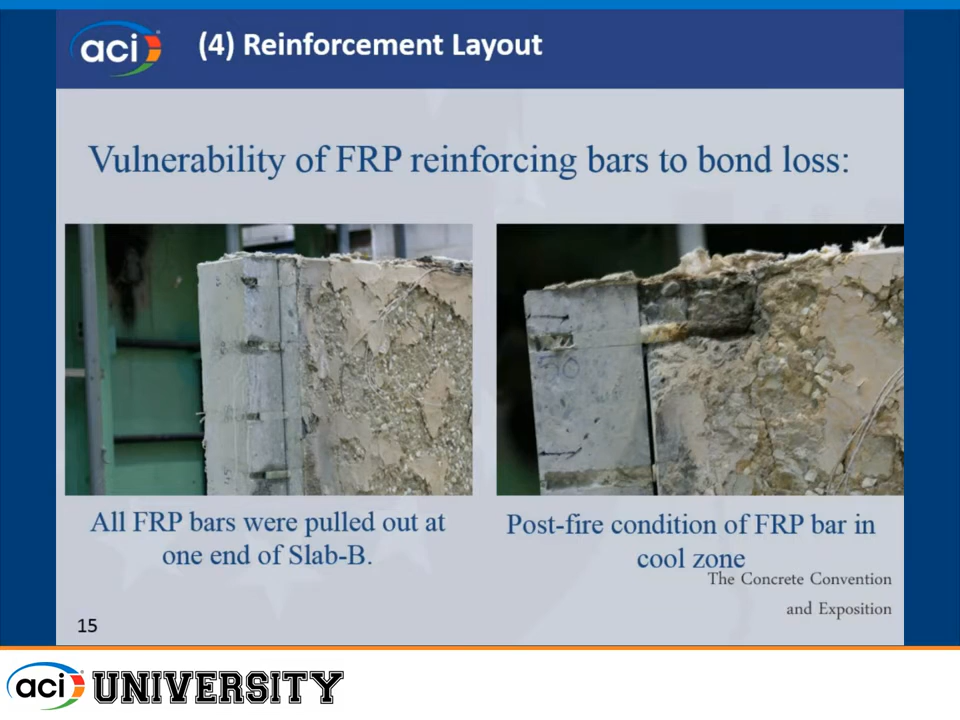 aci
(4) Reinforcement Layout
Vulnerability of FRP reinforcing bars to bond loss:
50
All FRP bars were pulled out at
one end of Slab-B.
Post-fire condition of FRP bar in
cool zone
The Concrete Convention
and Exposition
15
aci UNIVERSITY